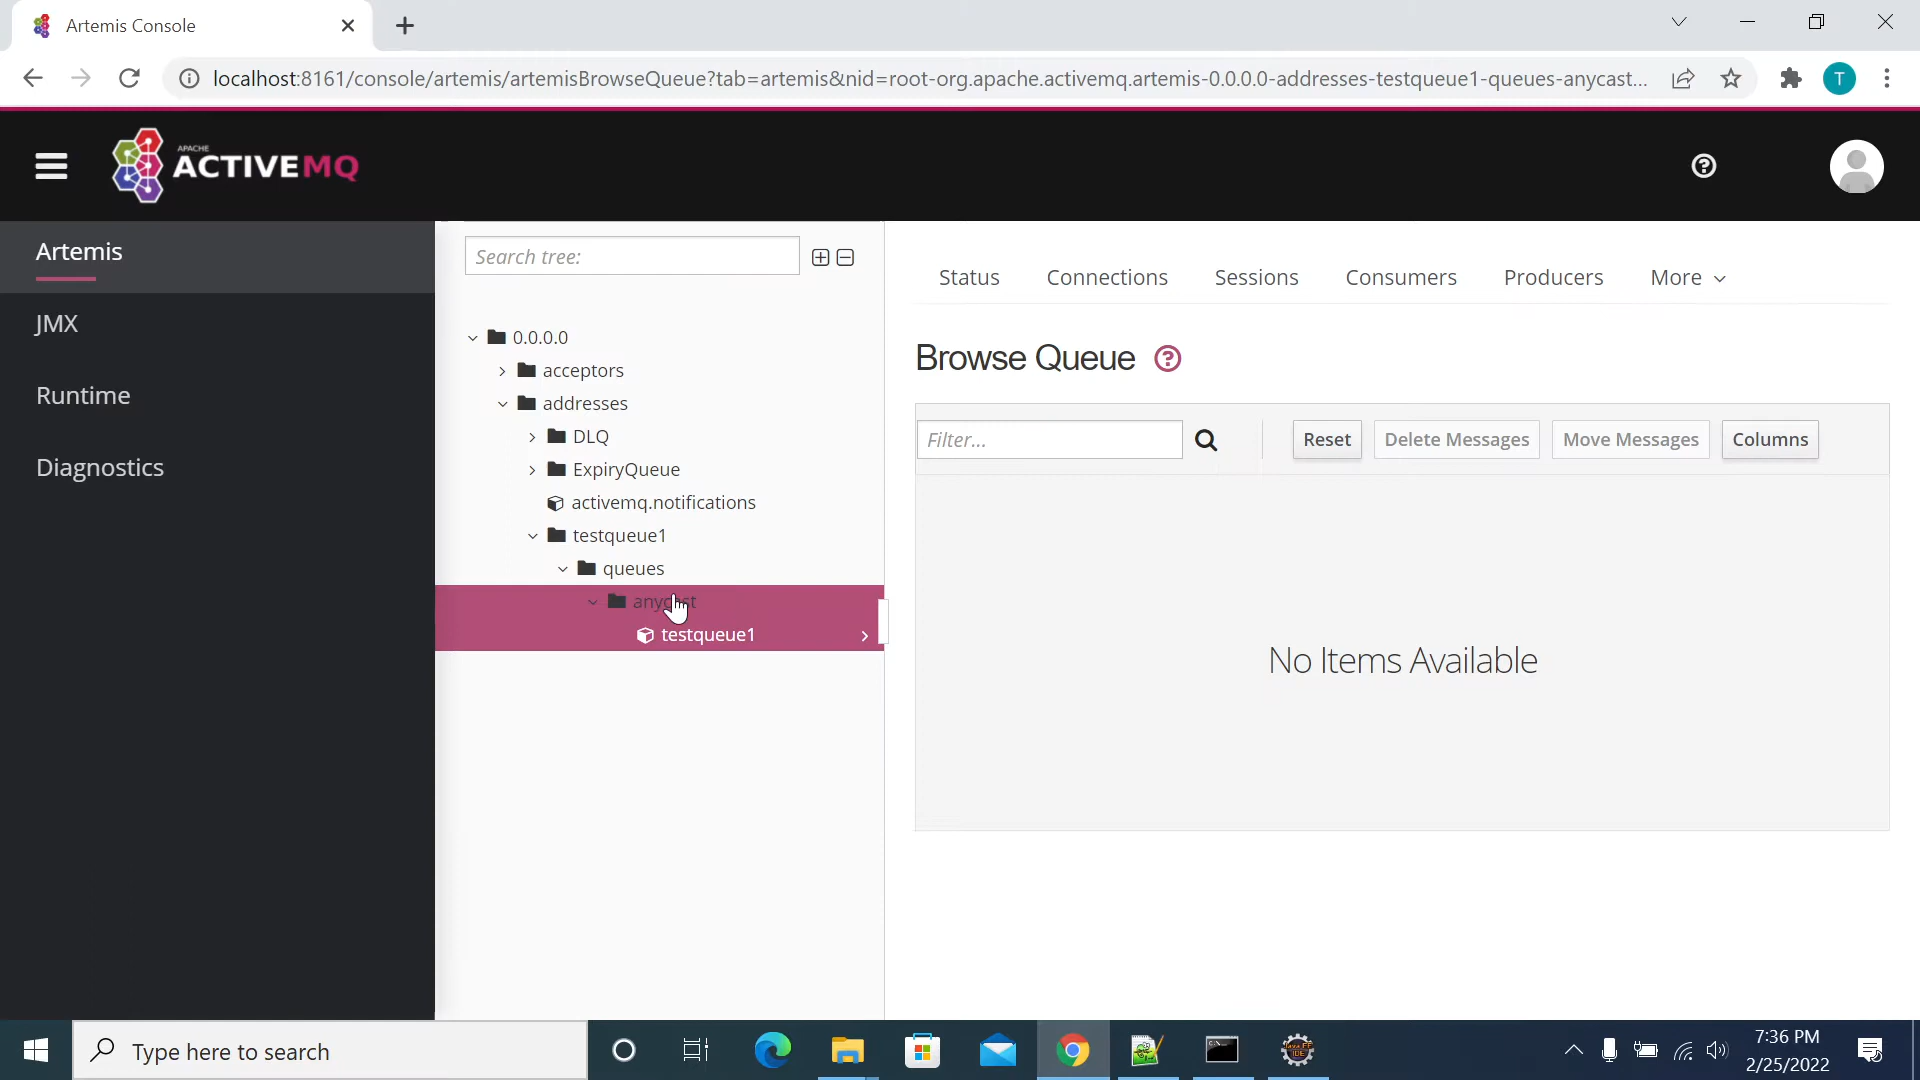 Artemis Console
localhost:8161/console/artemis/artemisBrowseQueue?tab=artemis&nid=root-org.apache.activemq.artemis-0.0.0.0-addresses-testqueue1-queues-anycast...
T
APACHE
ACTIVEMQ
Artemis
JMX
Runtime
Diagnostics
Search tree:
0.0.0.0
acceptors
addresses
DLQ
ExpiryQueue
activemq.notifications
testqueue1
queues
anycast
testqueue1
Status Connections Sessions Consumers Producers More
Browse Queue
Filter... Reset Delete Messages Move Messages Columns
No Items Available
Type here to search
7:36 PM
2/25/2022